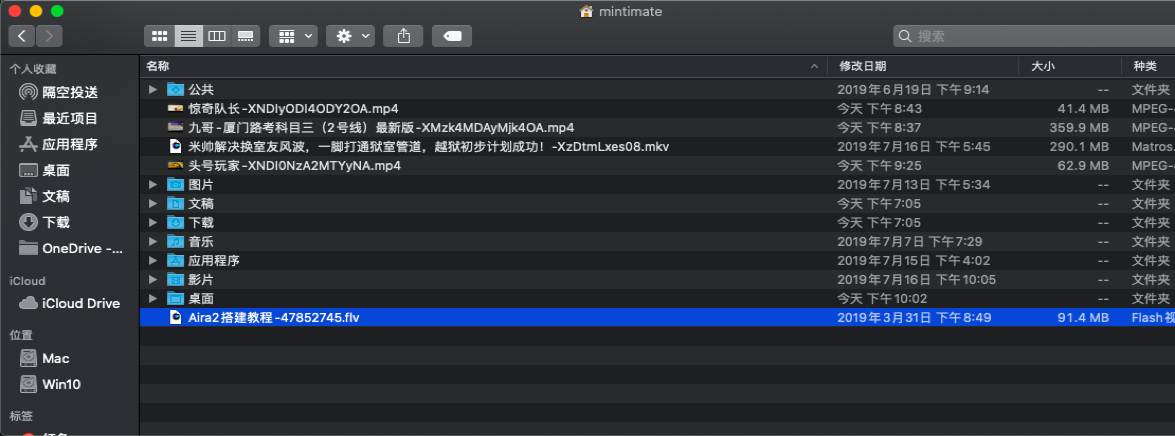 mintimate
搜索
个人收藏
隔空投送
最近项目
应用程序
桌面
文稿
下载
OneDrive -...
iCloud
iCloud Drive
位置
Mac
Win10
标签
名称 修改日期 大小 种类
公共 2019年6月19日 下午9:14 -- 文件夹
惊奇队长-XNDIyODI4ODY2OA.mp4 今天 下午8:43 41.4 MB MPEG-4
九哥-厦门路考科目三（2号线）最新版-XMzk4MDAyMjk4OA.mp4 今天 下午8:37 359.9 MB MPEG-4
米帅解决换室友风波，一脚打通狱室管道，越狱初步计划成功！-XzDtmLxes08.mkv 2019年7月16日 下午5:45 290.1 MB Matros.
头号玩家-XNDI0NzA2MTYyNA.mp4 今天 下午9:25 62.9 MB MPEG-4
图片 2019年7月13日 下午5:34 -- 文件夹
文稿 今天 下午7:05 -- 文件夹
下载 今天 下午7:05 -- 文件夹
音乐 2019年7月7日 下午7:29 -- 文件夹
应用程序 2019年7月15日 下午4:02 -- 文件夹
影片 2019年7月16日 下午10:05 -- 文件夹
桌面 今天 下午10:02 -- 文件夹
Aira2搭建教程-47852745.flv 2019年3月31日 下午8:49 91.4 MB Flash视